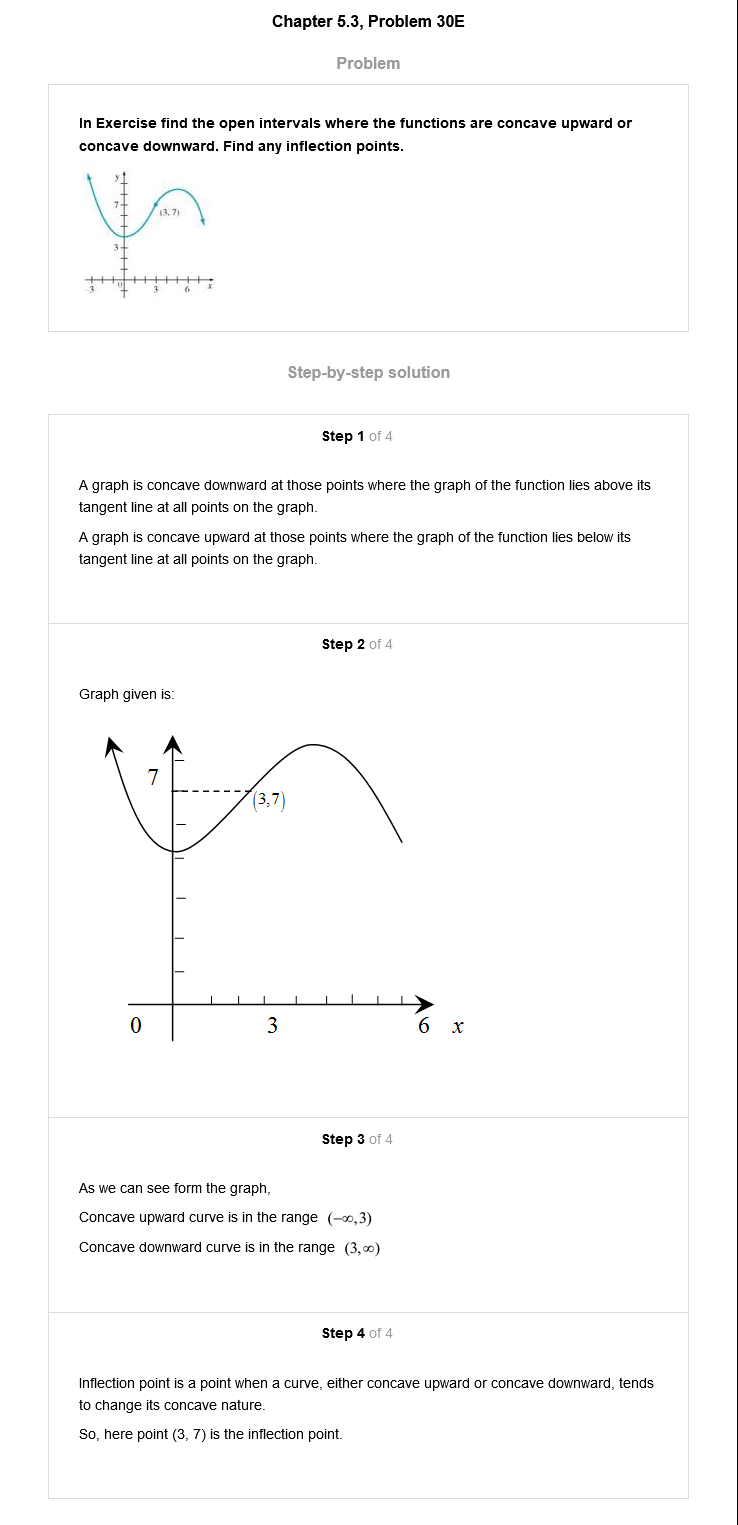 Chapter 5.3, Problem 30E
Problem
In Exercise find the open intervals where the functions are concave upward or
concave downward. Find any inflection points.
y
7
(3, 7)
3
-3 0 3 6 x
Step-by-step solution
Step 1 of 4
A graph is concave downward at those points where the graph of the function lies above its
tangent line at all points on the graph.
A graph is concave upward at those points where the graph of the function lies below its
tangent line at all points on the graph.
Step 2 of 4
Graph given is:
7
(3,7)
0 3 6 x
Step 3 of 4
As we can see form the graph,
Concave upward curve is in the range (−∞,3)
Concave downward curve is in the range (3,∞)
Step 4 of 4
Inflection point is a point when a curve, either concave upward or concave downward, tends
to change its concave nature.
So, here point (3, 7) is the inflection point.